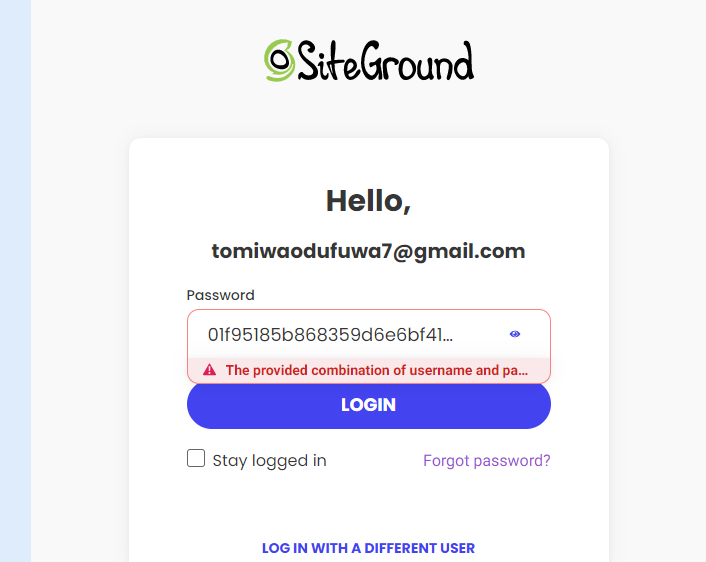 SiteGround
Hello,
tomiwaodufuwa7@gmail.com
Password
01f95185b868359d6e6bf41...
The provided combination of username and pa...
LOGIN
Stay logged in
Forgot password?
LOG IN WITH A DIFFERENT USER